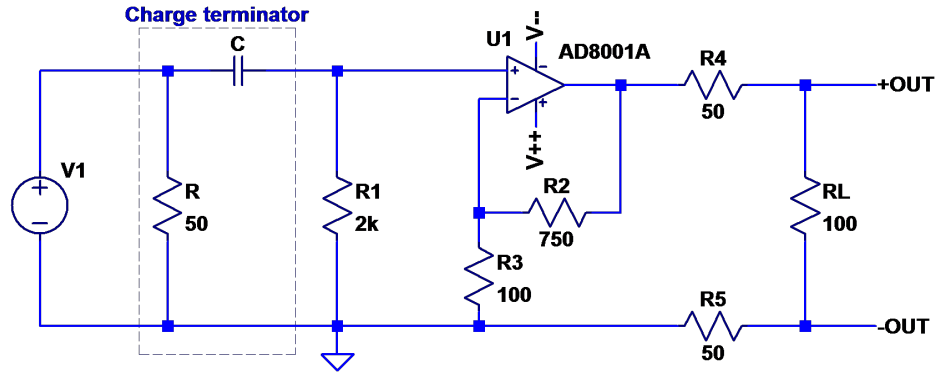 Charge terminator
C
V1
+
−
R
50
R1
2k
U1
V--
AD8001A
+
−
−
+
V++
R2
750
R3
100
R4
50
+OUT
RL
100
R5
50
-OUT